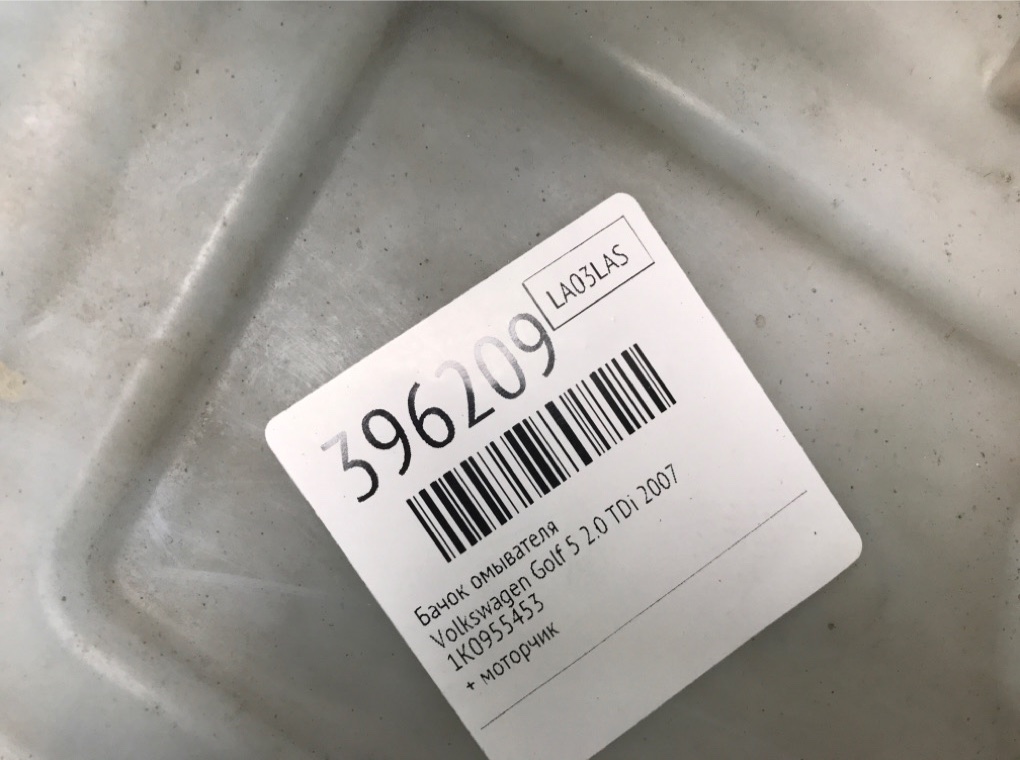 LA03LAS
396209
Бачок омывателя
Volkswagen Golf 5 2.0 TDi 2007
1K0955453
+ моторчик